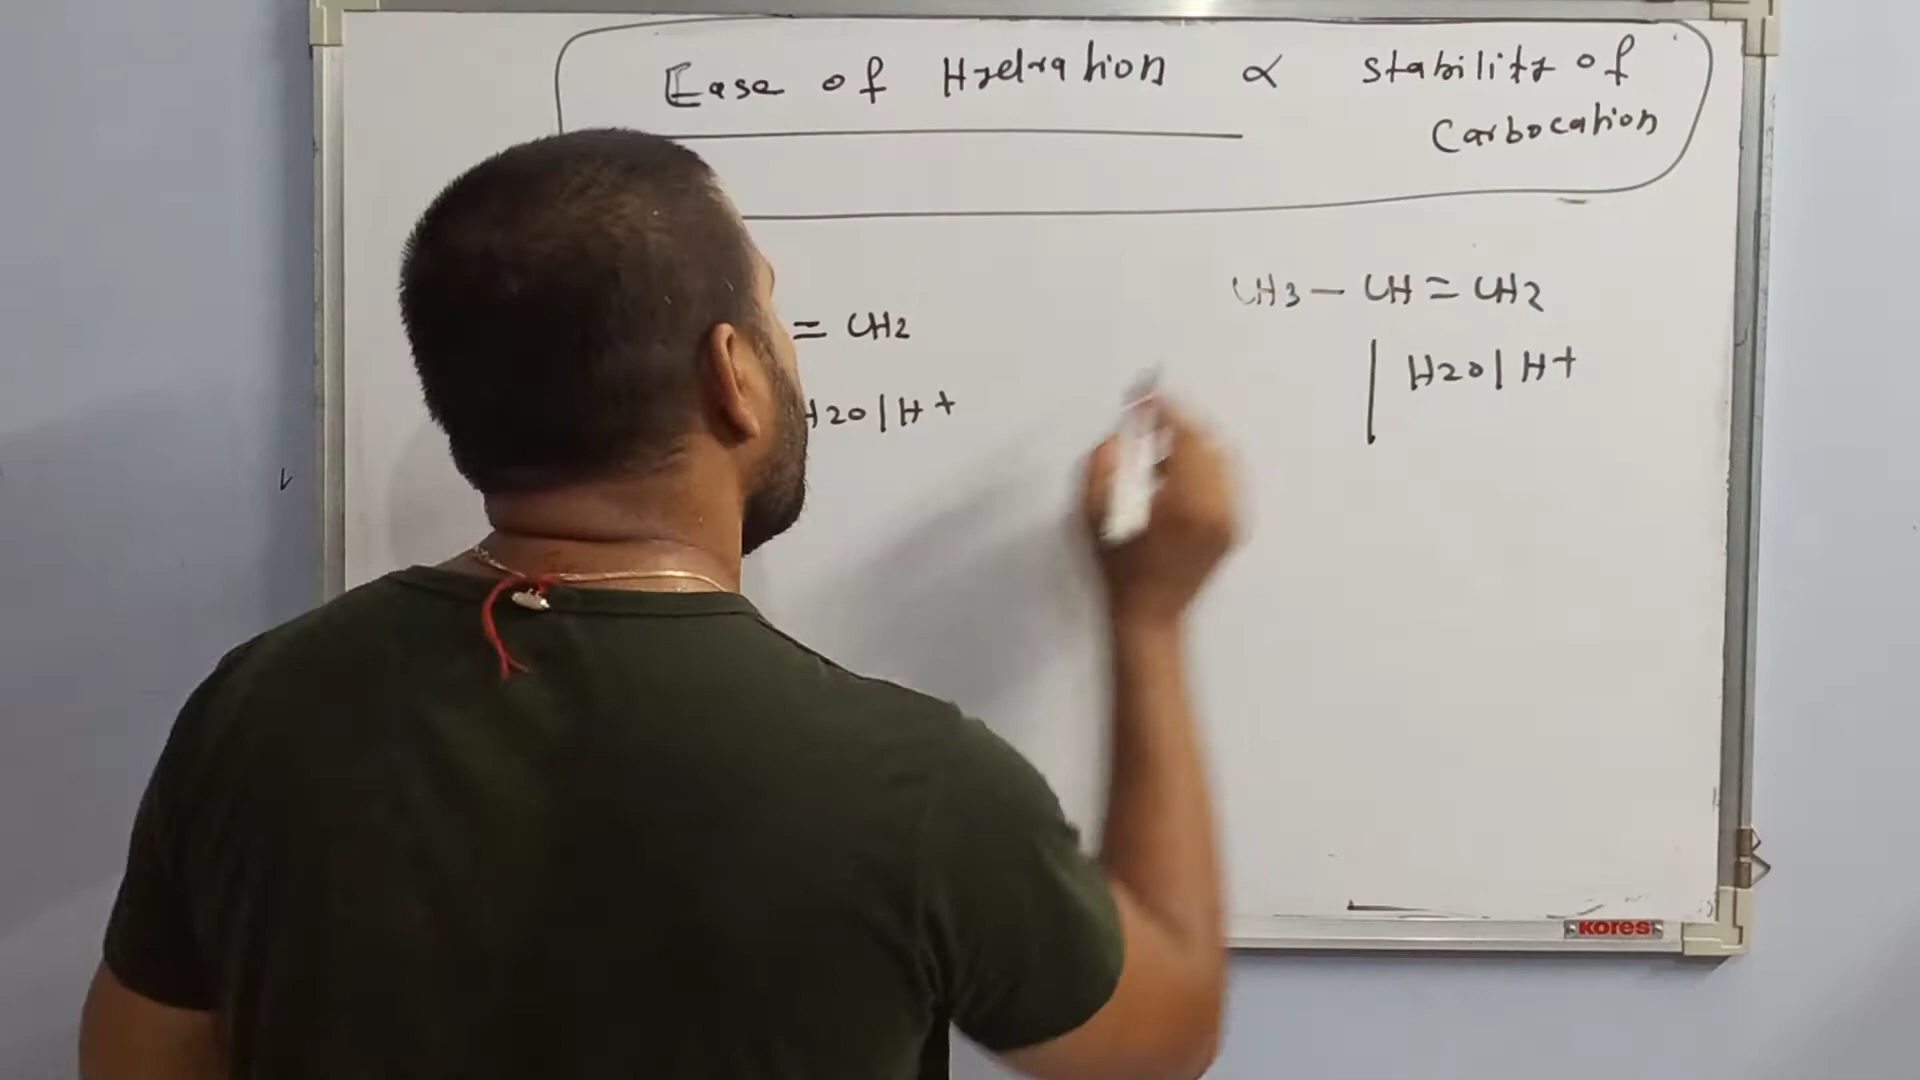 Ease of Hydration ∝ stability of
Carbocation
= CH2
H2O | H+
CH3 - CH = CH2
H2O | H+
KORES